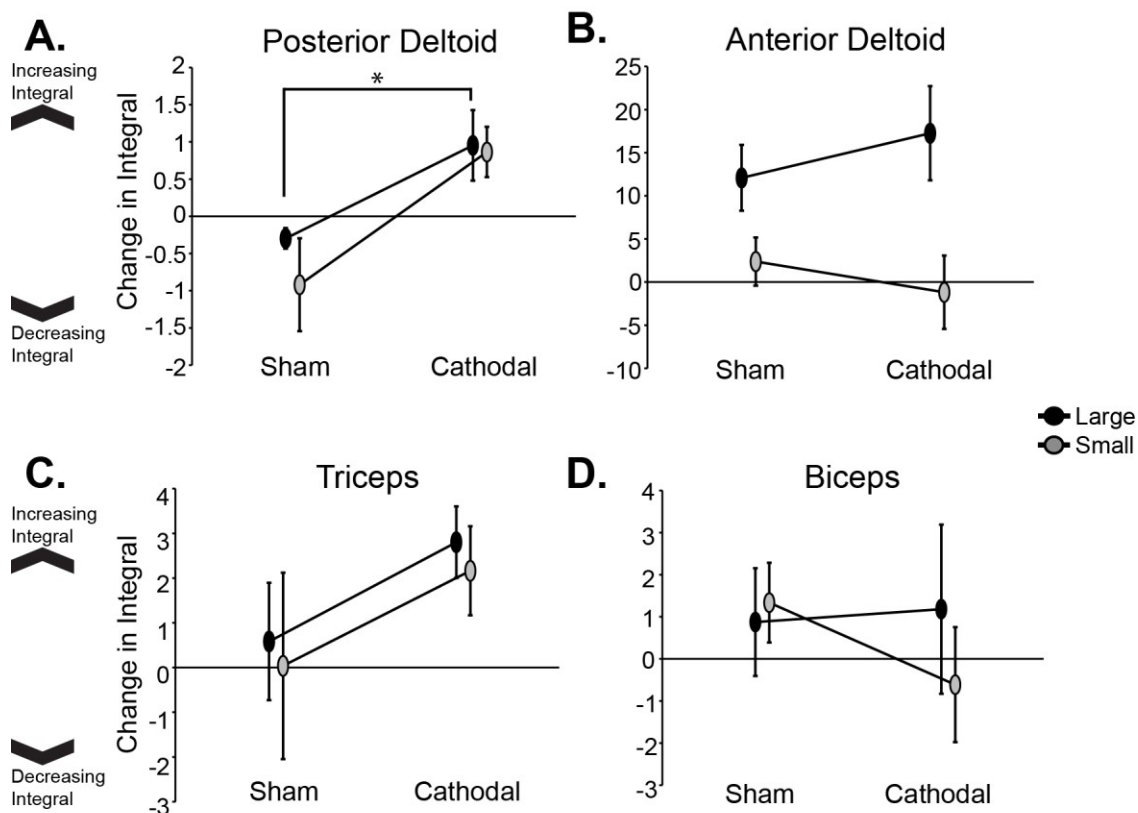 A.
Posterior Deltoid
Increasing
Integral
Change in Integral
2
1.5
1
0.5
0
-0.5
-1
-1.5
-2
*
Decreasing
Integral
Sham Cathodal
B.
Anterior Deltoid
25
20
15
10
5
0
-5
-10
Sham Cathodal
Large
Small
C.
Triceps
Increasing
Integral
Change in Integral
4
3
2
1
0
-1
-2
-3
Decreasing
Integral
Sham Cathodal
D.
Biceps
4
3
2
1
0
-1
-2
-3
Sham Cathodal